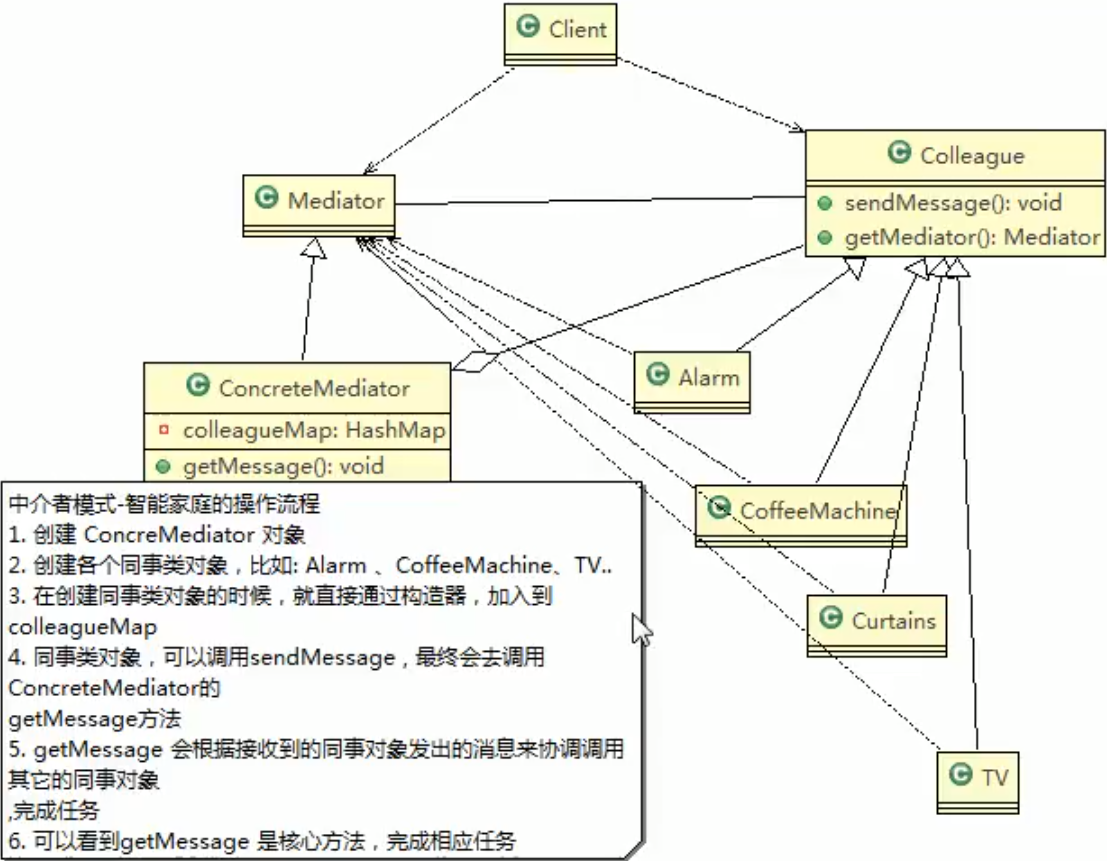 Client
Colleague
sendMessage(): void
getMediator(): Mediator
Mediator
Alarm
ConcreteMediator
colleagueMap: HashMap
getMessage(): void
CoffeeMachine
Curtains
TV
中介者模式-智能家庭的操作流程
1. 创建 ConcreMediator 对象
2. 创建各个同事类对象，比如: Alarm 、CoffeeMachine、TV..
3. 在创建同事类对象的时候，就直接通过构造器，加入到
colleagueMap
4. 同事类对象，可以调用sendMessage，最终会去调用
ConcreteMediator的
getMessage方法
5. getMessage 会根据接收到的同事对象发出的消息来协调调用
其它的同事对象
,完成任务
6. 可以看到getMessage 是核心方法，完成相应任务